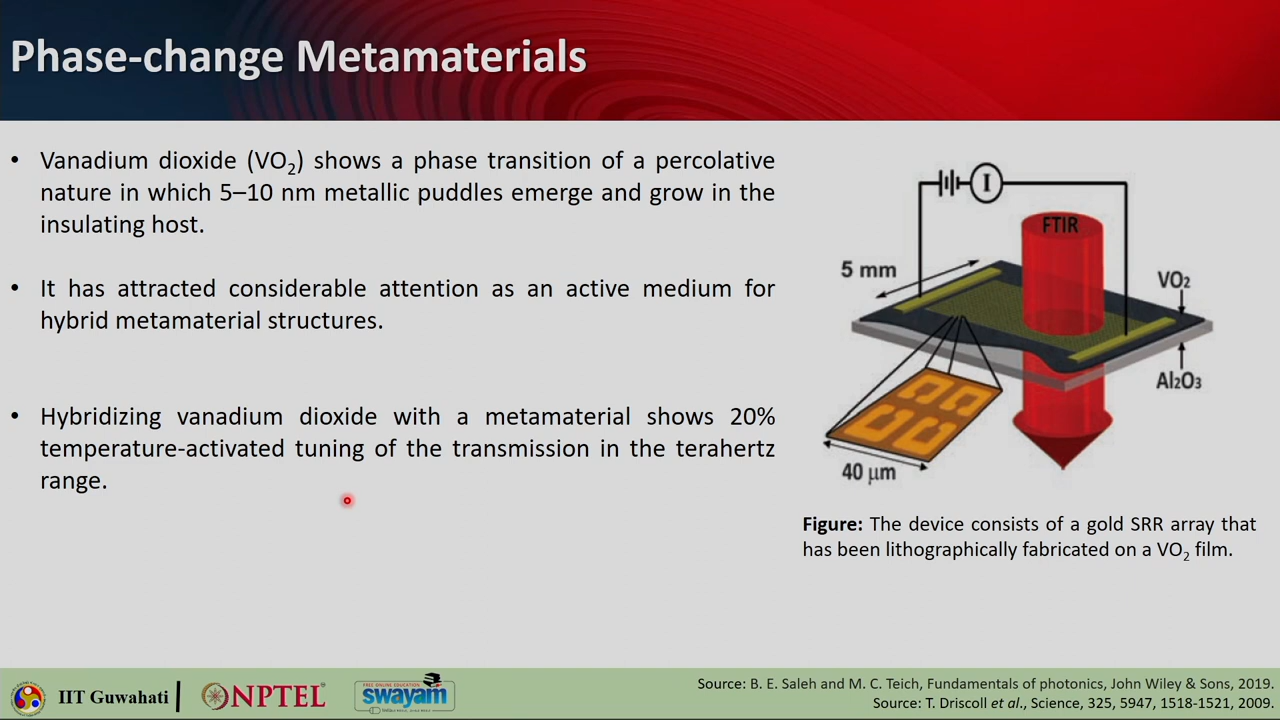 Phase-change Metamaterials
• Vanadium dioxide (VO₂) shows a phase transition of a percolative
nature in which 5–10 nm metallic puddles emerge and grow in the
insulating host.
• It has attracted considerable attention as an active medium for
hybrid metamaterial structures.
• Hybridizing vanadium dioxide with a metamaterial shows 20%
temperature-activated tuning of the transmission in the terahertz
range.
I
FTIR
5 mm
VO₂
Al₂O₃
40 μm
Figure: The device consists of a gold SRR array that
has been lithographically fabricated on a VO₂ film.
IIT Guwahati
NPTEL
FREE ONLINE EDUCATION
swayam
Source: B. E. Saleh and M. C. Teich, Fundamentals of photonics, John Wiley & Sons, 2019.
Source: T. Driscoll et al., Science, 325, 5947, 1518-1521, 2009.